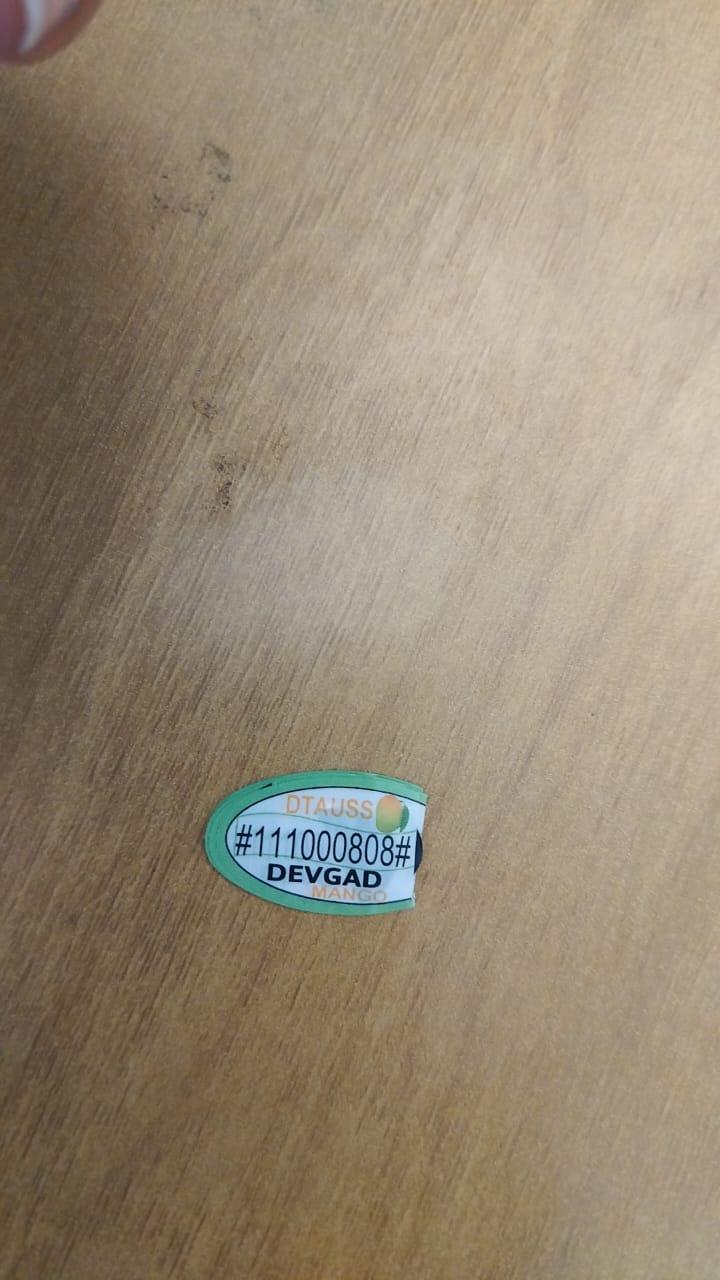 DTAUSS
#111000808#
DEVGAD
MANGO